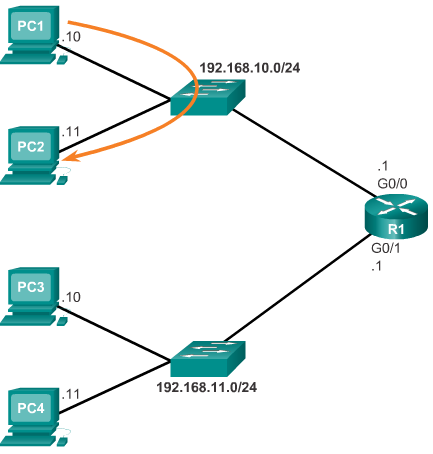 PC1
.10
192.168.10.0/24
.11
PC2
.1
G0/0
R1
G0/1
.1
PC3
.10
.11
192.168.11.0/24
PC4